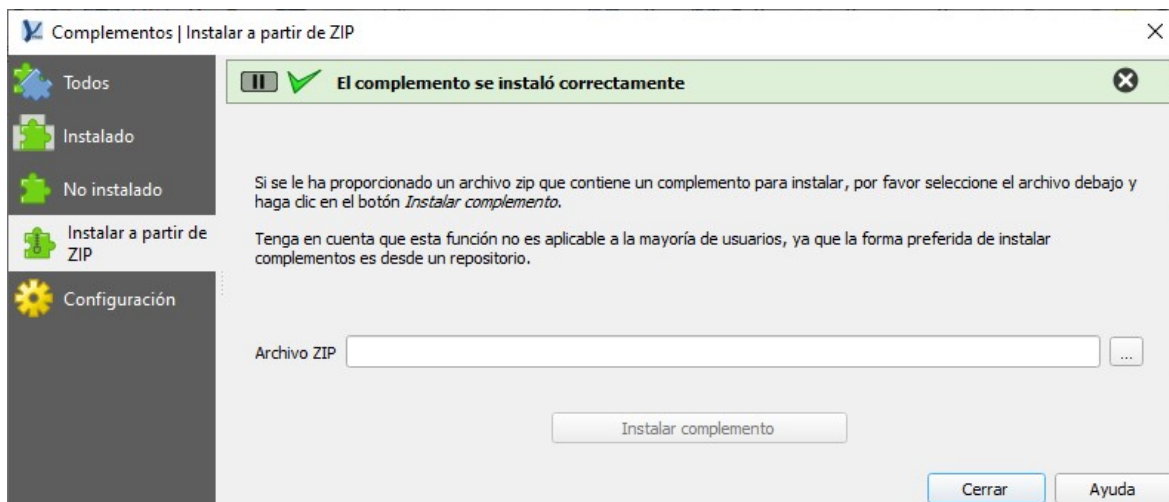 Complementos | Instalar a partir de ZIP
Todos
El complemento se instaló correctamente
Instalado
No instalado
Si se le ha proporcionado un archivo zip que contiene un complemento para instalar, por favor seleccione el archivo debajo y
haga clic en el botón Instalar complemento.
Instalar a partir de
ZIP
Tenga en cuenta que esta función no es aplicable a la mayoría de usuarios, ya que la forma preferida de instalar
complementos es desde un repositorio.
Configuración
Archivo ZIP
...
Instalar complemento
Cerrar
Ayuda